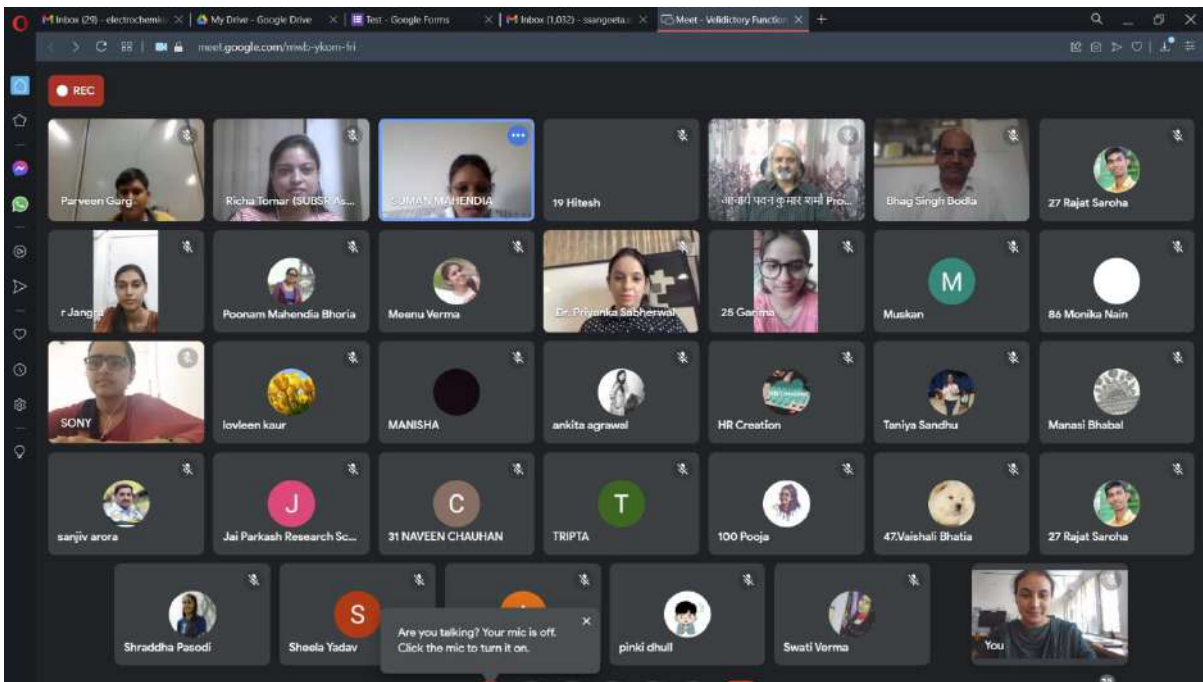 Inbox (29) - electrochemi
My Drive - Google Drive
Test - Google Forms
Inbox (1,032) - ssangeeta.
Meet - Velidictory Function
meet.google.com/mwb-ykom-fri
REC
Parveen Garg
Richa Tomar (SUBSR As...
SUMAN MAHENDIA
19 Hitesh
आचार्य पवन कुमार शर्मा Pro...
Bhag Singh Bodla
27 Rajat Saroha
r Jangra
Poonam Mahendia Bhoria
Meenu Verma
Dr. Priyanka Sabherwal
25 Garima
Muskan
M
86 Monika Nain
SONY
lovleen kaur
MANISHA
ankita agrawal
HR Creation
Taniya Sandhu
Manasi Bhabal
sanjiv arora
J
Jai Parkash Research Sc...
C
31 NAVEEN CHAUHAN
T
TRIPTA
100 Pooja
47.Vaishali Bhatia
27 Rajat Saroha
Shraddha Pasodi
S
Sheela Yadav
Are you talking? Your mic is off.
Click the mic to turn it on.
pinki dhull
Swati Verma
You